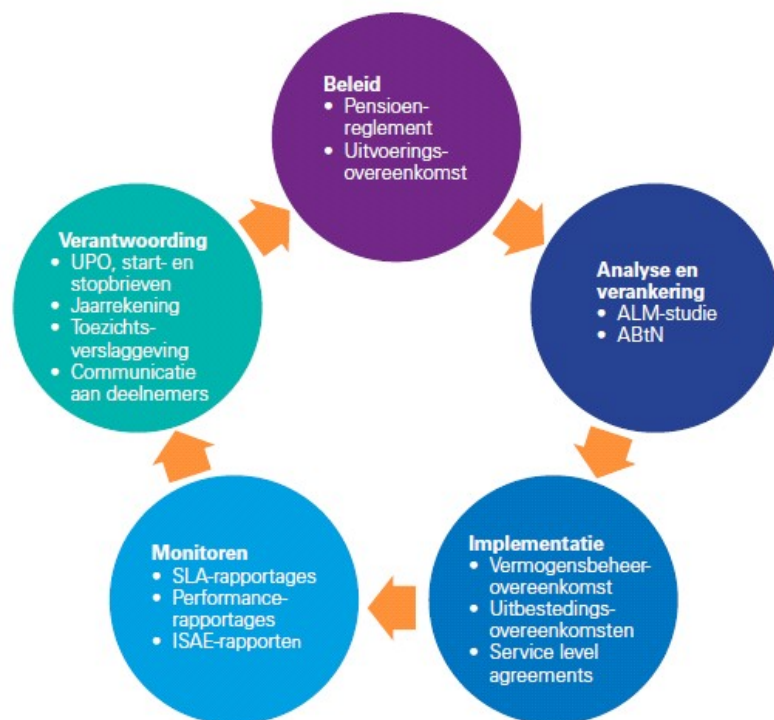 Beleid
• Pensioen-
reglement
• Uitvoerings-
overeenkomst
Analyse en
verankering
• ALM-studie
• ABtN
Implementatie
• Vermogensbeheer-
overeenkomst
• Uitbestedings-
overeenkomsten
• Service level
agreements
Monitoren
• SLA-rapportages
• Performance-
rapportages
• ISAE-rapporten
Verantwoording
• UPO, start- en
stopbrieven
• Jaarrekening
• Toezichts-
verslaggeving
• Communicatie
aan deelnemers